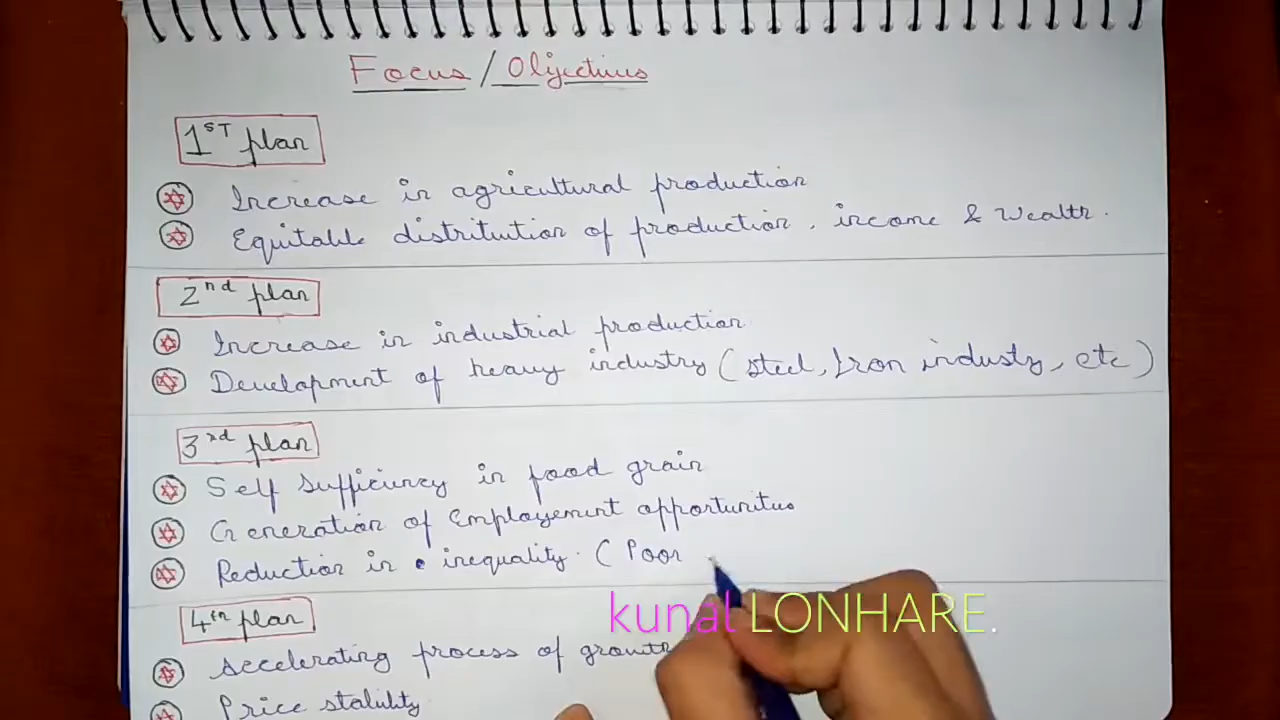 Focus / Objectives
1ST plan
Increase in agricultural production
Equitable distribution of production, income & wealth.
2nd plan
Increase in industrial production
Development of heavy industry (steel, Iron industy, etc)
3rd plan
Self sufficiency in food grain
Generation of Employement opportunities
Reduction in inequality. (Poor
kunal LONHARE.
4th plan
Accelerating process of growth
Price stability